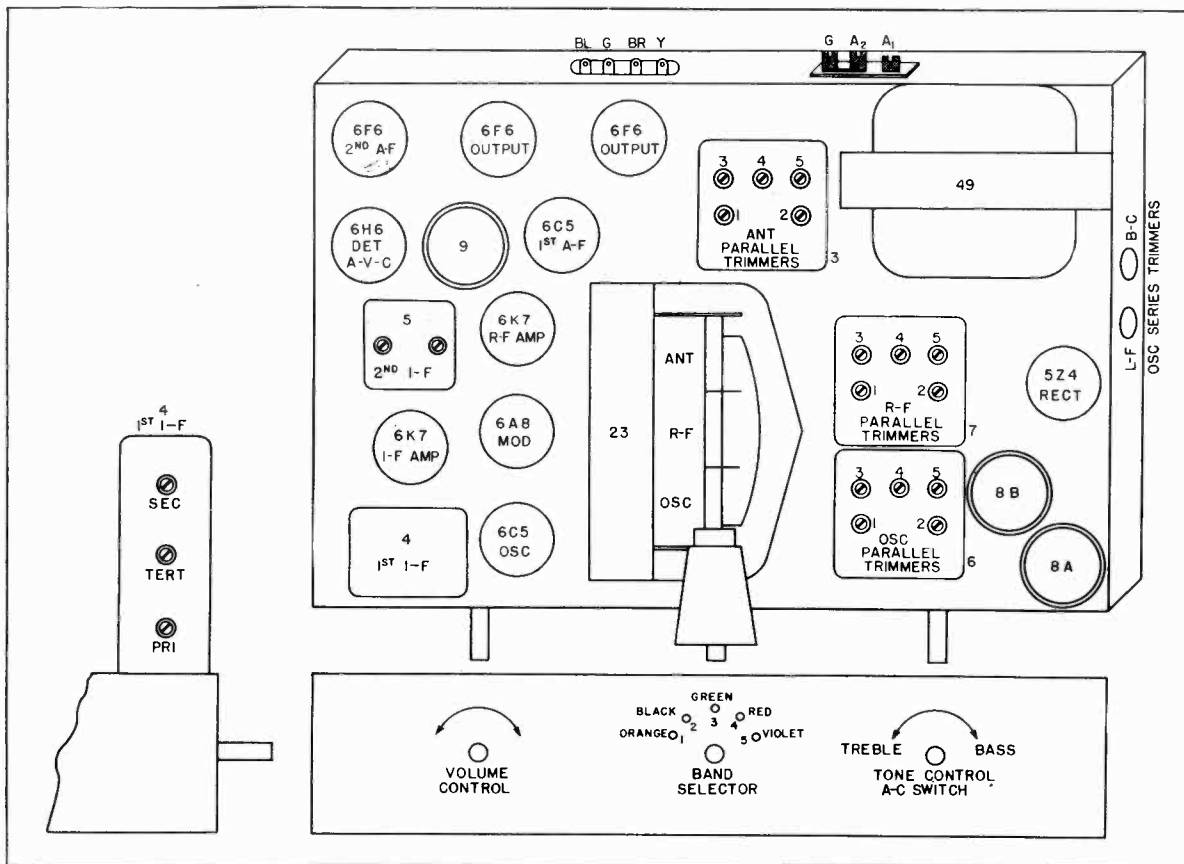 BL G BR Y
G A2 A1
6F6
2ND A-F
6F6
OUTPUT
6F6
OUTPUT
3 4 5
1 2
ANT
PARALLEL
TRIMMERS
3
49
B-C
L-F
OSC SERIES TRIMMERS
6H6
DET
A-V-C
9
6C5
1ST A-F
5
2ND I-F
6K7
R-F AMP
ANT
R-F
OSC
23
3 4 5
1 2
R-F
PARALLEL
TRIMMERS
7
5Z4
RECT
6K7
I-F AMP
6A8
MOD
4
1ST I-F
6C5
OSC
3 4 5
1 2
OSC
PARALLEL
TRIMMERS
6
8B
8A
4
1ST I-F
SEC
TERT
PRI
VOLUME
CONTROL
GREEN
BLACK RED
ORANGE VIOLET
1 2 3 4 5
BAND
SELECTOR
TREBLE BASS
TONE CONTROL
A-C SWITCH